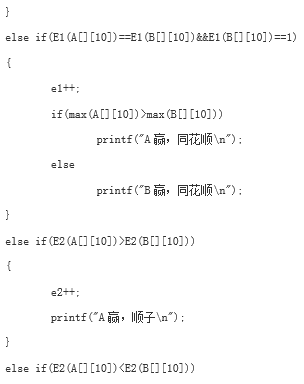 }
else if(E1(A[][10])==E1(B[][10])&&E1(A[][10])==1)
{
e1++;
if(max(A[][10])>max(B[][10]))
printf("A赢，同花顺\n");
else
printf("B赢，同花顺\n");
}
else if(E2(A[][10])>E2(B[][10]))
{
e2++;
printf("A赢，顺子\n");
}
else if(E2(A[][10])<E2(B[][10]))